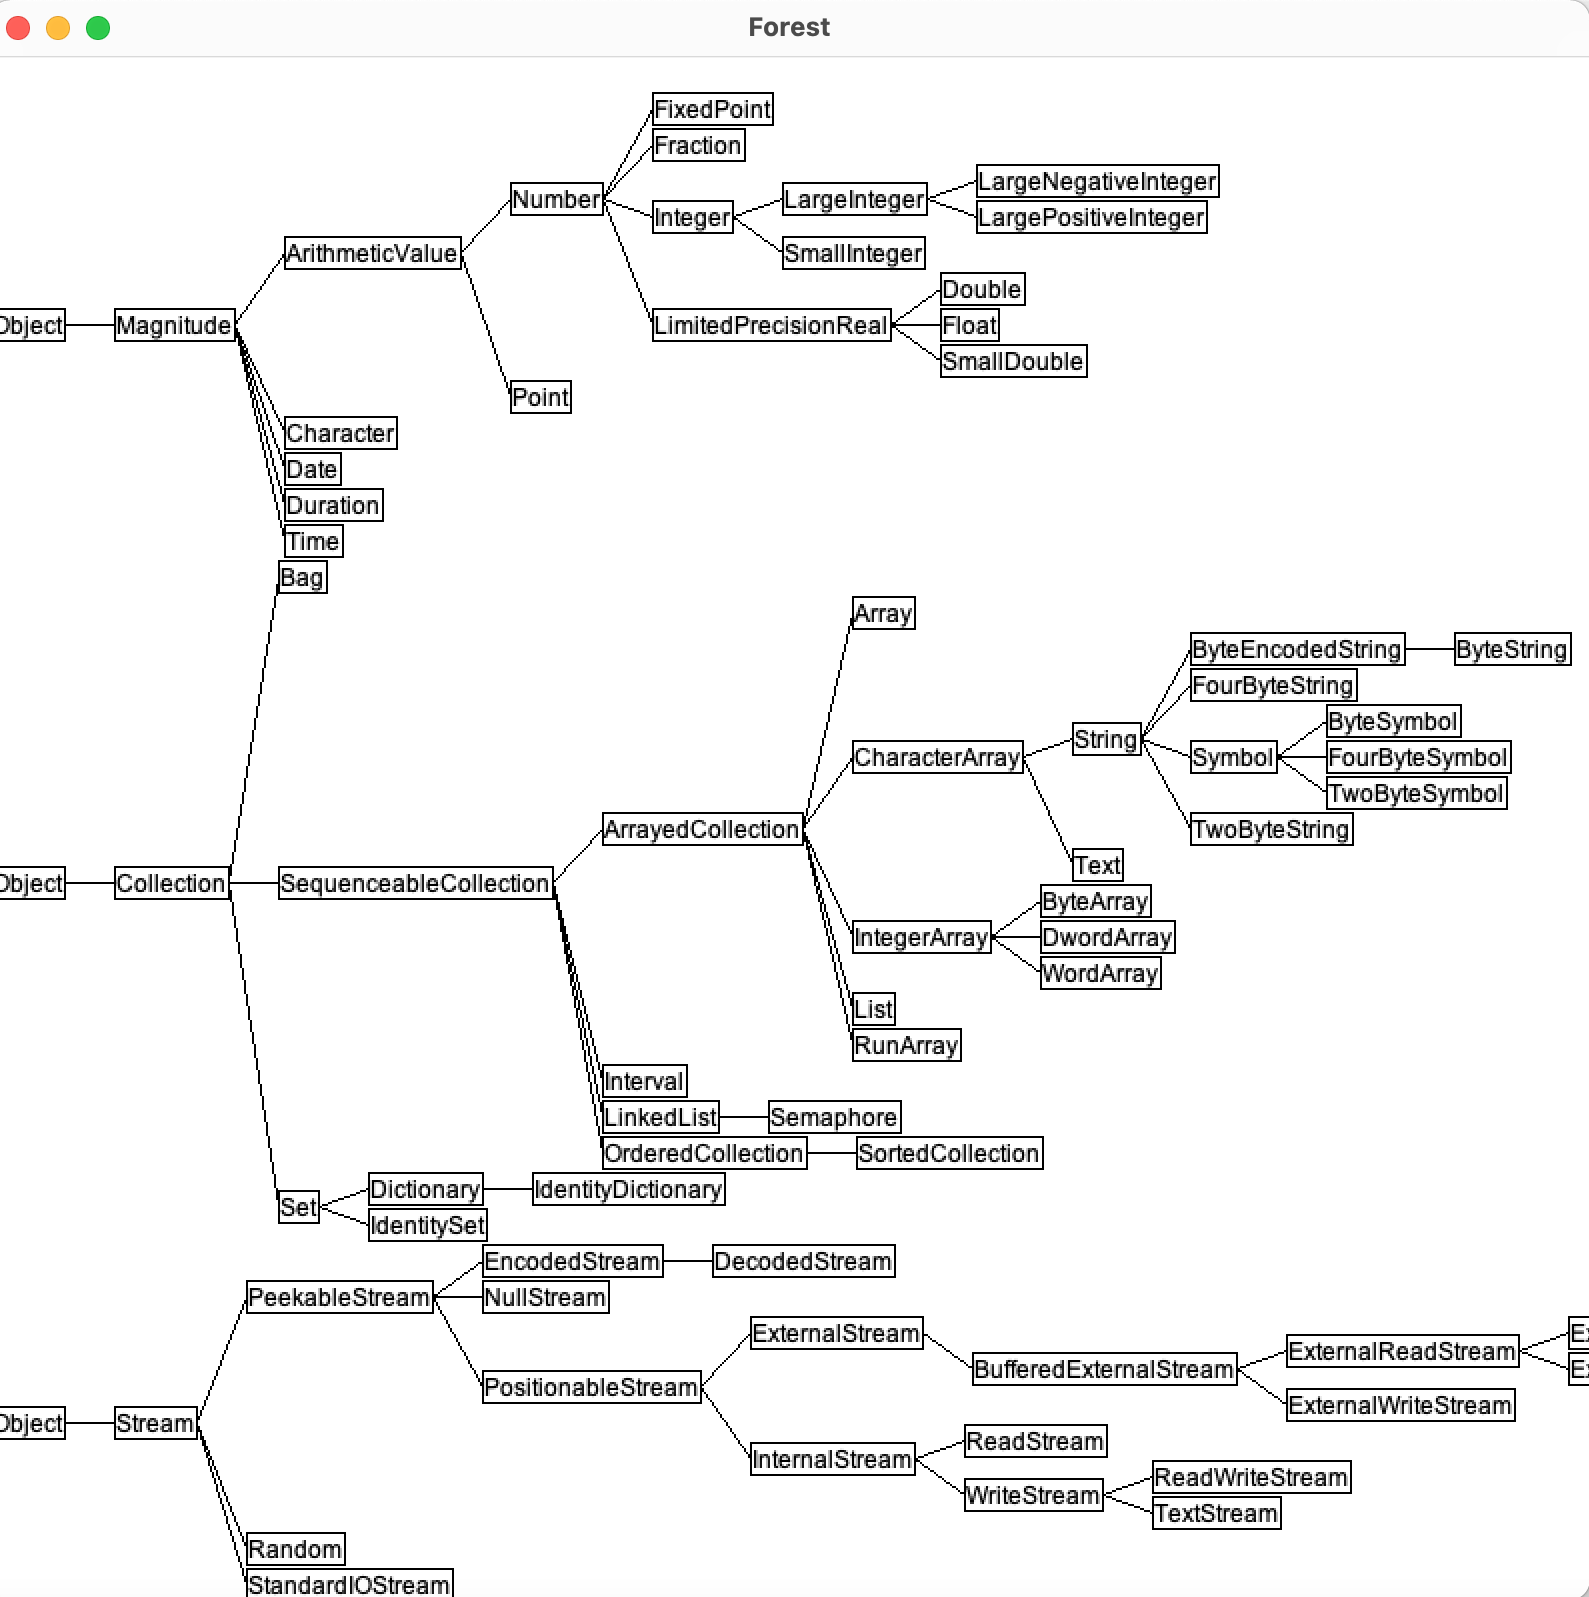 Forest
FixedPoint
Fraction
LargeNegativeInteger
Number LargeInteger
Integer LargePositiveInteger
ArithmeticValue SmallInteger
Double
Object Magnitude LimitedPrecisionReal Float
SmallDouble
Point
Character
Date
Duration
Time
Bag
Array
ByteEncodedString ByteString
FourByteString
ByteSymbol
String
CharacterArray Symbol FourByteSymbol
TwoByteSymbol
ArrayedCollection TwoByteString
Text
Object Collection SequenceableCollection
ByteArray
IntegerArray DwordArray
WordArray
List
RunArray
Interval
LinkedList Semaphore
OrderedCollection SortedCollection
Dictionary IdentityDictionary
Set
IdentitySet
EncodedStream DecodedStream
PeekableStream NullStream
ExternalStream
ExternalReadStream
BufferedExternalStream
PositionableStream
ExternalWriteStream
Object Stream
ReadStream
InternalStream
ReadWriteStream
WriteStream
TextStream
Random
StandardIOStream